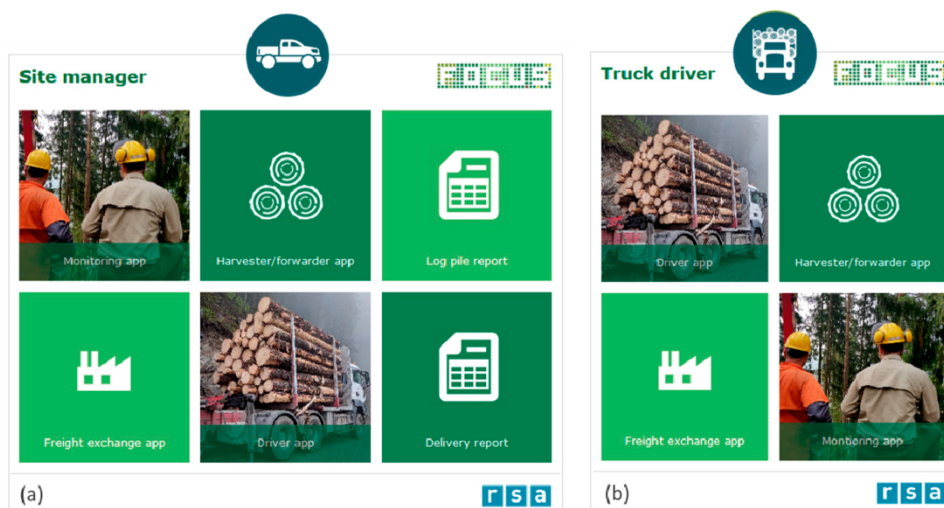 Site manager
FOCUS
Monitoring app
Harvester/forwarder app
Log pile report
Freight exchange app
Driver app
Delivery report
(a)
rsa
Truck driver
FOCUS
Driver app
Harvester/forwarder app
Freight exchange app
Montioring app
(b)
rsa